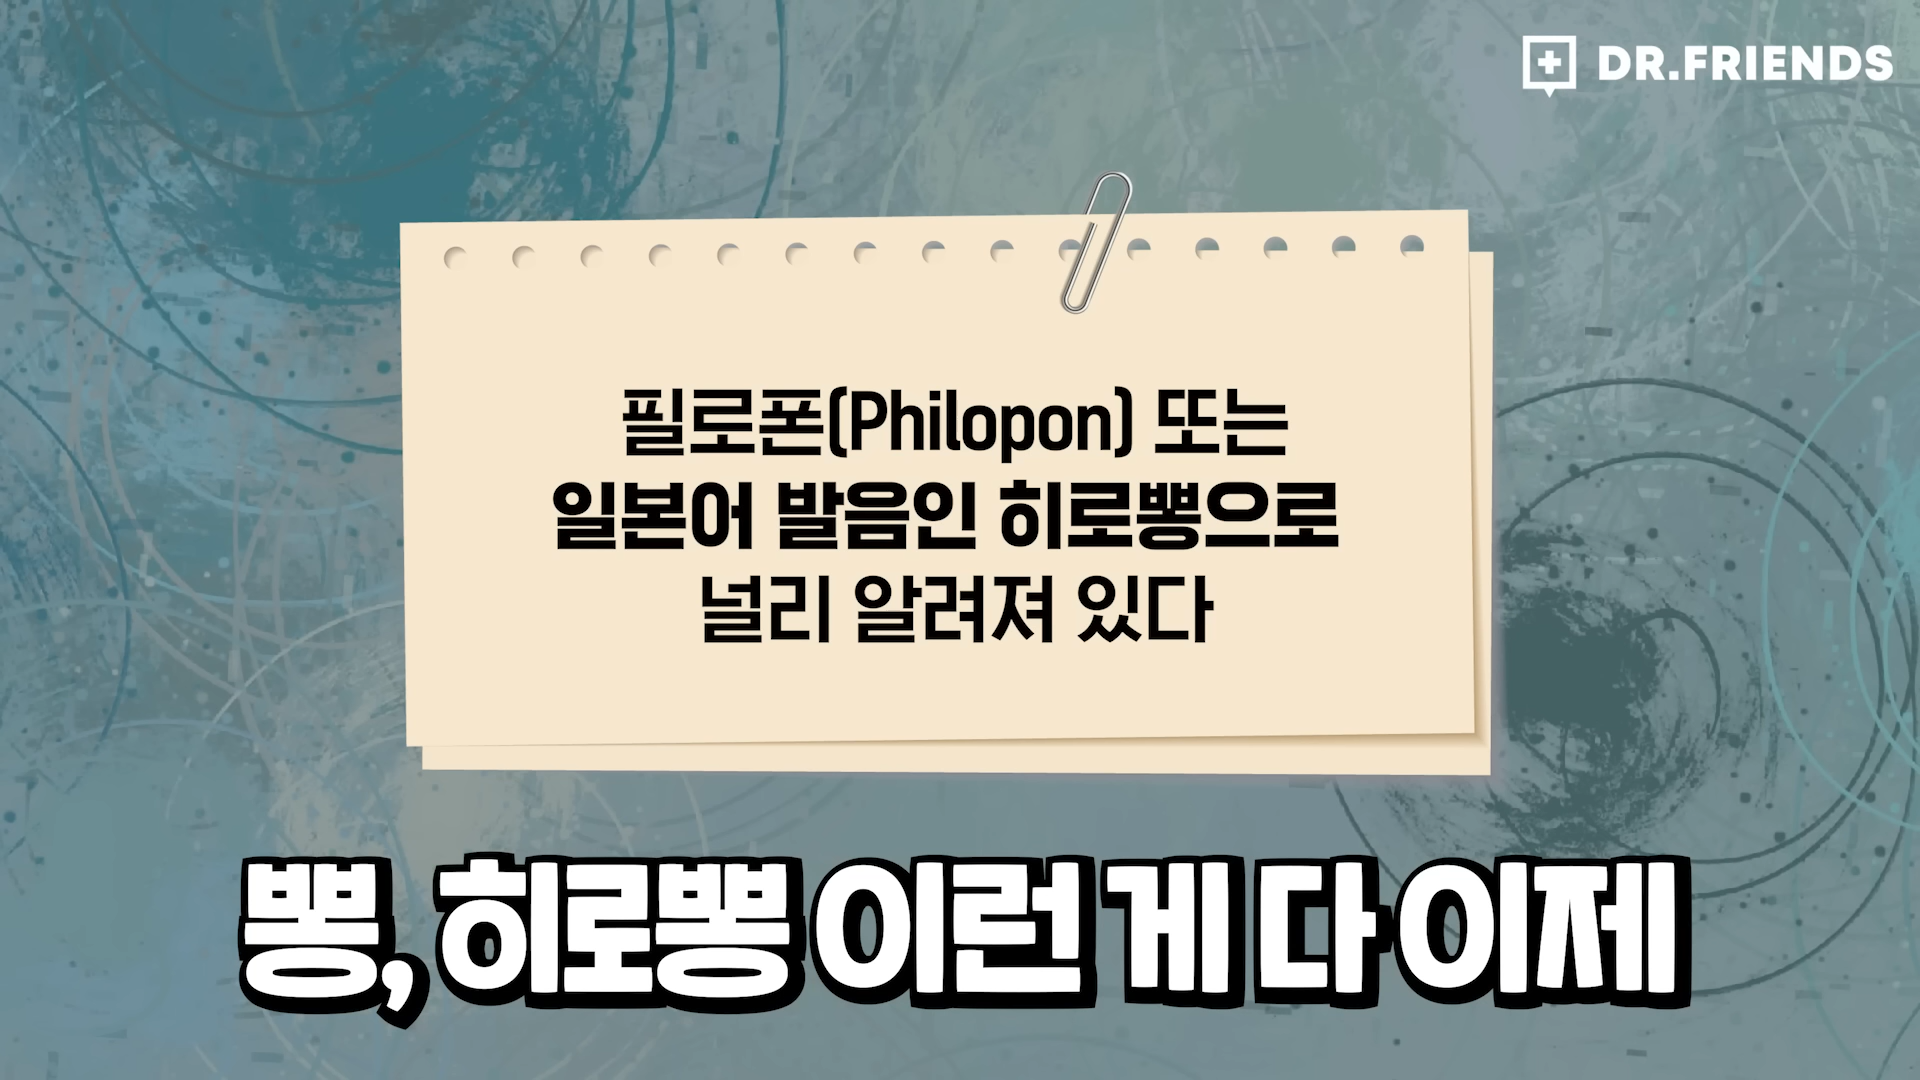 DR.FRIENDS
필로폰(Philopon) 또는
일본어 발음인 히로뽕으로
널리 알려져 있다
뽕, 히로뽕 이런 게 다 이제